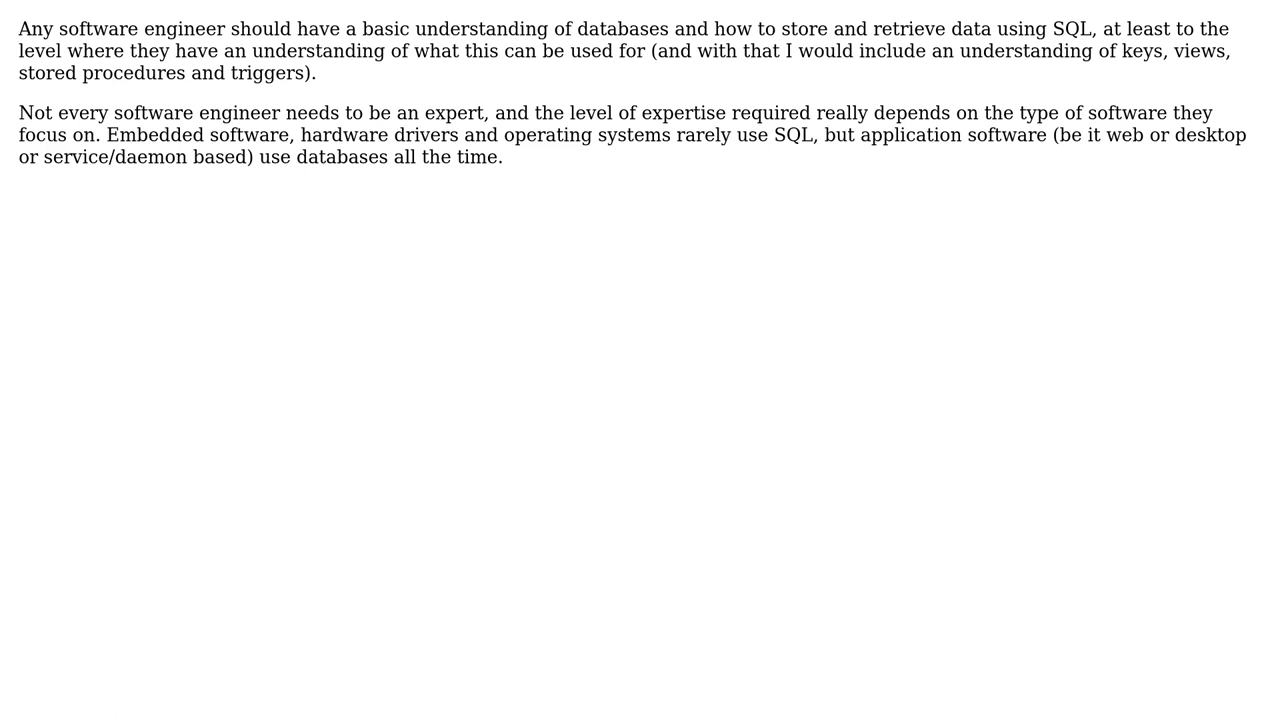 Any software engineer should have a basic understanding of databases and how to store and retrieve data using SQL, at least to the
level where they have an understanding of what this can be used for (and with that I would include an understanding of keys, views,
stored procedures and triggers).
Not every software engineer needs to be an expert, and the level of expertise required really depends on the type of software they
focus on. Embedded software, hardware drivers and operating systems rarely use SQL, but application software (be it web or desktop
or service/daemon based) use databases all the time.